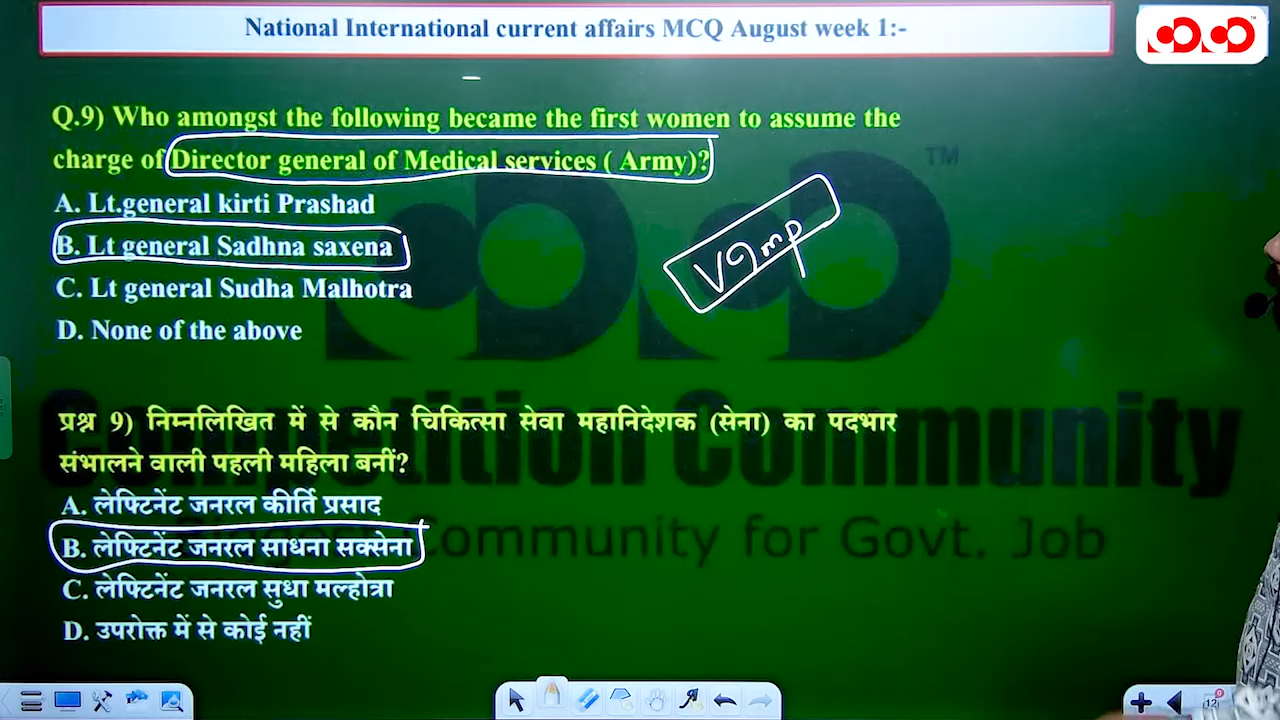 National International current affairs MCQ August week 1:-
Q.9) Who amongst the following became the first women to assume the
charge of Director general of Medical services ( Army)?
A. Lt.general kirti Prashad
B. Lt general Sadhna saxena
C. Lt general Sudha Malhotra
D. None of the above
Vgmp
TM
प्रश्न 9) निम्नलिखित में से कौन चिकित्सा सेवा महानिदेशक (सेना) का पदभार
संभालने वाली पहली महिला बनीं?
A. लेफ्टिनेंट जनरल कीर्ति प्रसाद
B. लेफ्टिनेंट जनरल साधना सक्सेना
C. लेफ्टिनेंट जनरल सुधा मल्होत्रा
D. उपरोक्त में से कोई नहीं
Competition Community
Community for Govt. Job
12